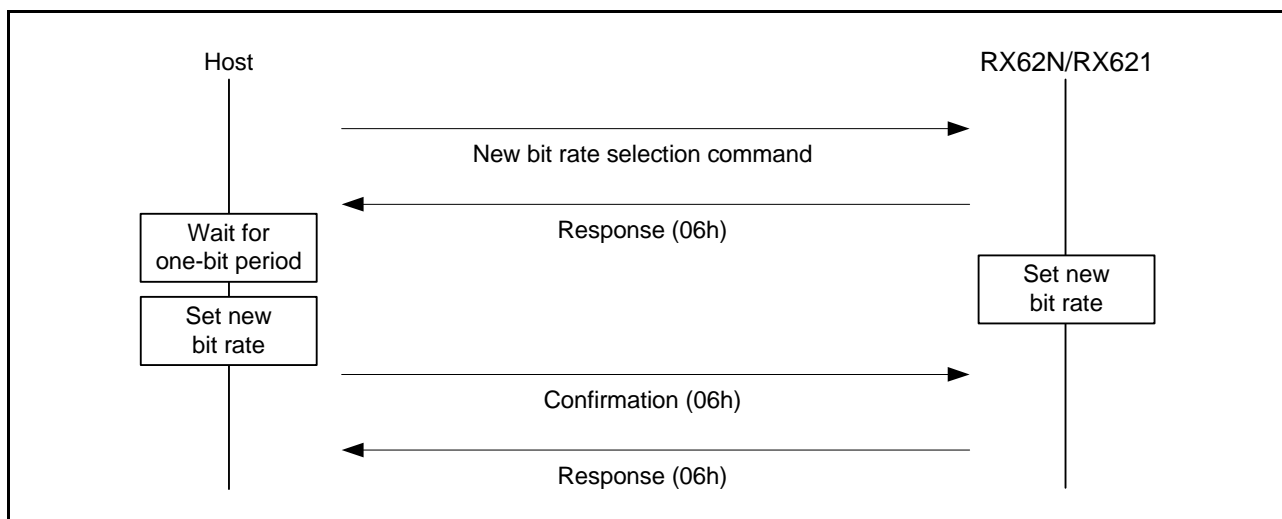 Host
RX62N/RX621
New bit rate selection command
Response (06h)
Wait for
one-bit period
Set new
bit rate
Set new
bit rate
Confirmation (06h)
Response (06h)